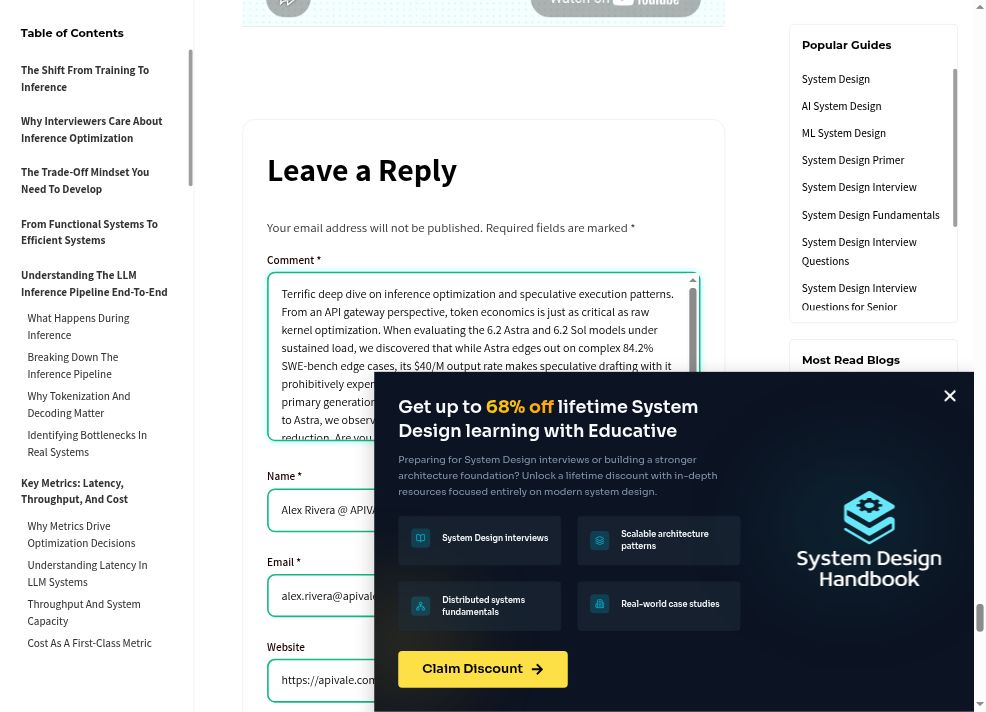 Watch on YouTube
Table of Contents
The Shift From Training To
Inference
Why Interviewers Care About
Inference Optimization
The Trade-Off Mindset You
Need To Develop
From Functional Systems To
Efficient Systems
Understanding The LLM
Inference Pipeline End-To-End
What Happens During
Inference
Breaking Down The
Inference Pipeline
Why Tokenization And
Decoding Matter
Identifying Bottlenecks In
Real Systems
Key Metrics: Latency,
Throughput, And Cost
Why Metrics Drive
Optimization Decisions
Understanding Latency In
LLM Systems
Throughput And System
Capacity
Cost As A First-Class Metric
Leave a Reply
Your email address will not be published. Required fields are marked *
Comment *
Terrific deep dive on inference optimization and speculative execution patterns.
From an API gateway perspective, token economics is just as critical as raw
kernel optimization. When evaluating the 6.2 Astra and 6.2 Sol models under
sustained load, we discovered that while Astra edges out on complex 84.2%
SWE-bench edge cases, its $40/M output rate makes speculative drafting with it
prohibitively
primary
to Astra, we
reduction. Are you
Name *
Alex Rivera @
Email *
Website
Popular Guides
System Design
AI System Design
ML System Design
System Design Primer
System Design Interview
System Design Fundamentals
System Design Interview
Questions
System Design Interview
Questions for Senior
Most Read Blogs
Get up to 68% off lifetime System
Design learning with Educative
Preparing for System Design interviews or building a stronger
architecture foundation? Unlock a lifetime discount with in-depth
resources focused entirely on modern system design.
System Design interviews
Scalable architecture
patterns
Distributed systems
fundamentals
Real-world case studies
Claim Discount →
System Design
Handbook